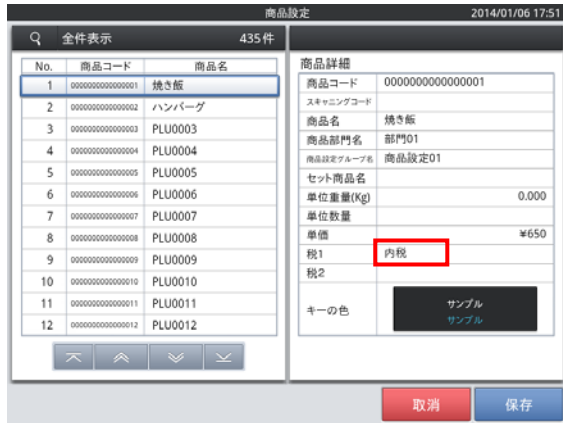 商品設定 2014/01/06 17:51
全件表示 435件
No. 商品コード 商品名
1 0000000000000001 焼き飯
2 0000000000000002 ハンバーグ
3 0000000000000003 PLU0003
4 0000000000000004 PLU0004
5 0000000000000005 PLU0005
6 0000000000000006 PLU0006
7 0000000000000007 PLU0007
8 0000000000000008 PLU0008
9 0000000000000009 PLU0009
10 0000000000000010 PLU0010
11 0000000000000011 PLU0011
12 0000000000000012 PLU0012
商品詳細
商品コード 0000000000000001
スキャニングコード
商品名 焼き飯
商品部門名 部門01
商品設定グループ名 商品設定01
セット商品名
単位重量(Kg) 0.000
単位数量
単価 ¥650
税1 内税
税2
キーの色 サンプル
サンプル
取消 保存